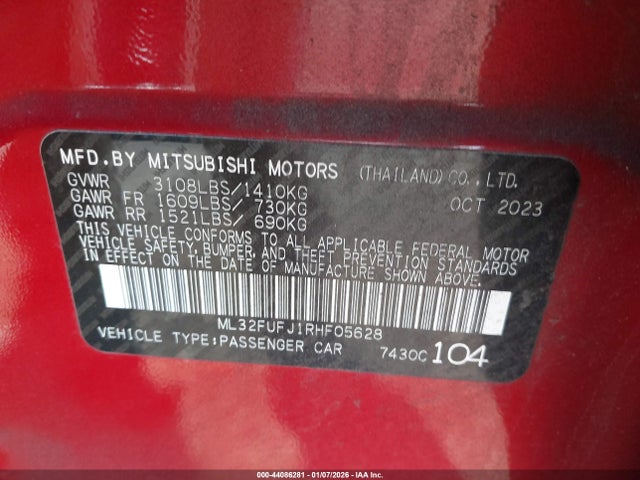 MFD.BY MITSUBISHI MOTORS (THAILAND)CO.,LTD.
GVWR 3108LBS/1410KG
GAWR FR 1609LBS/ 730KG OCT 2023
GAWR RR 1521LBS/ 690KG
THIS VEHICLE CONFORMS TO ALL APPLICABLE FEDERAL MOTOR
VEHICLE SAFETY, BUMPER, AND THEFT PREVENTION STANDARDS
IN EFFECT ON THE DATE OF MANUFACTURE SHOWN ABOVE.
ML32FUFJ1RHF05628
VEHICLE TYPE:PASSENGER CAR 7430C 104
000-44086281 - 01/07/2026 - IAA Inc.